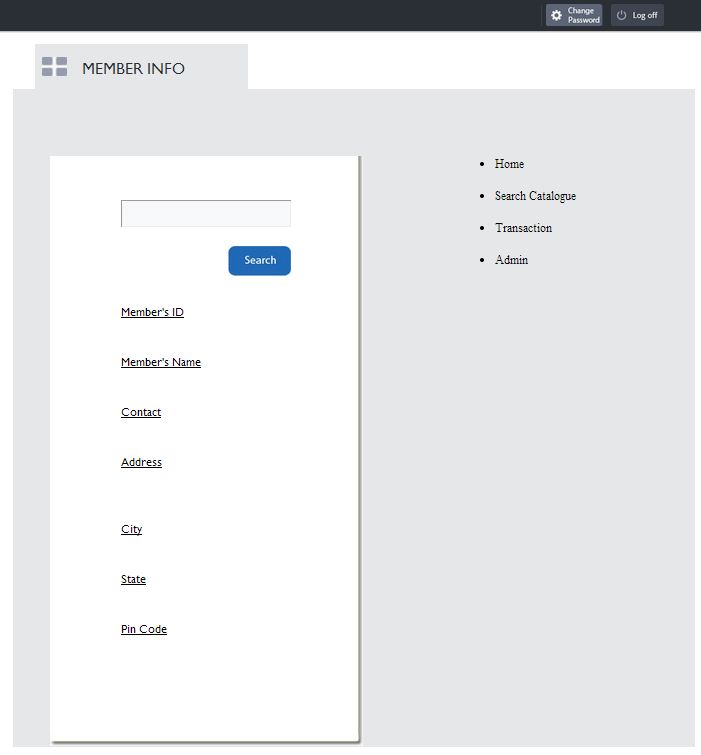 Change
Password
Log off
MEMBER INFO
Search
Member's ID
Member's Name
Contact
Address
City
State
Pin Code
Home
Search Catalogue
Transaction
Admin